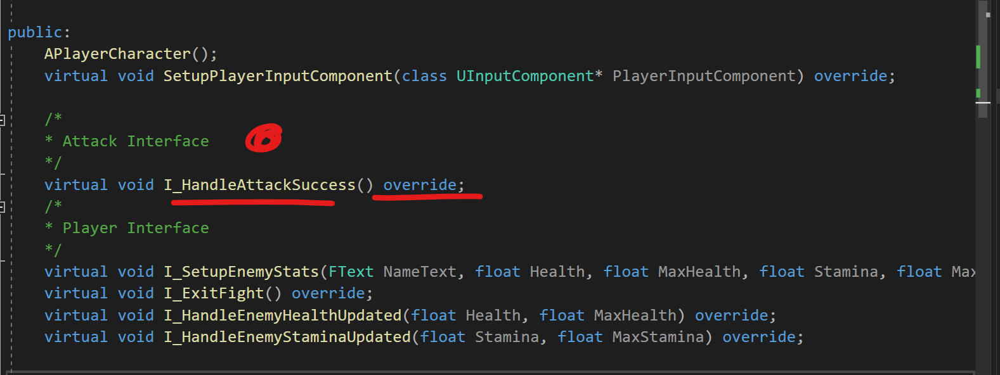 public:
APlayerCharacter();
virtual void SetupPlayerInputComponent(class UInputComponent* PlayerInputComponent) override;
/*
* Attack Interface
*/
virtual void I_HandleAttackSuccess() override;
/*
* Player Interface
*/
virtual void I_SetupEnemyStats(FText NameText, float Health, float MaxHealth, float Stamina, float Max
virtual void I_ExitFight() override;
virtual void I_HandleEnemyHealthUpdated(float Health, float MaxHealth) override;
virtual void I_HandleEnemyStaminaUpdated(float Stamina, float MaxStamina) override;